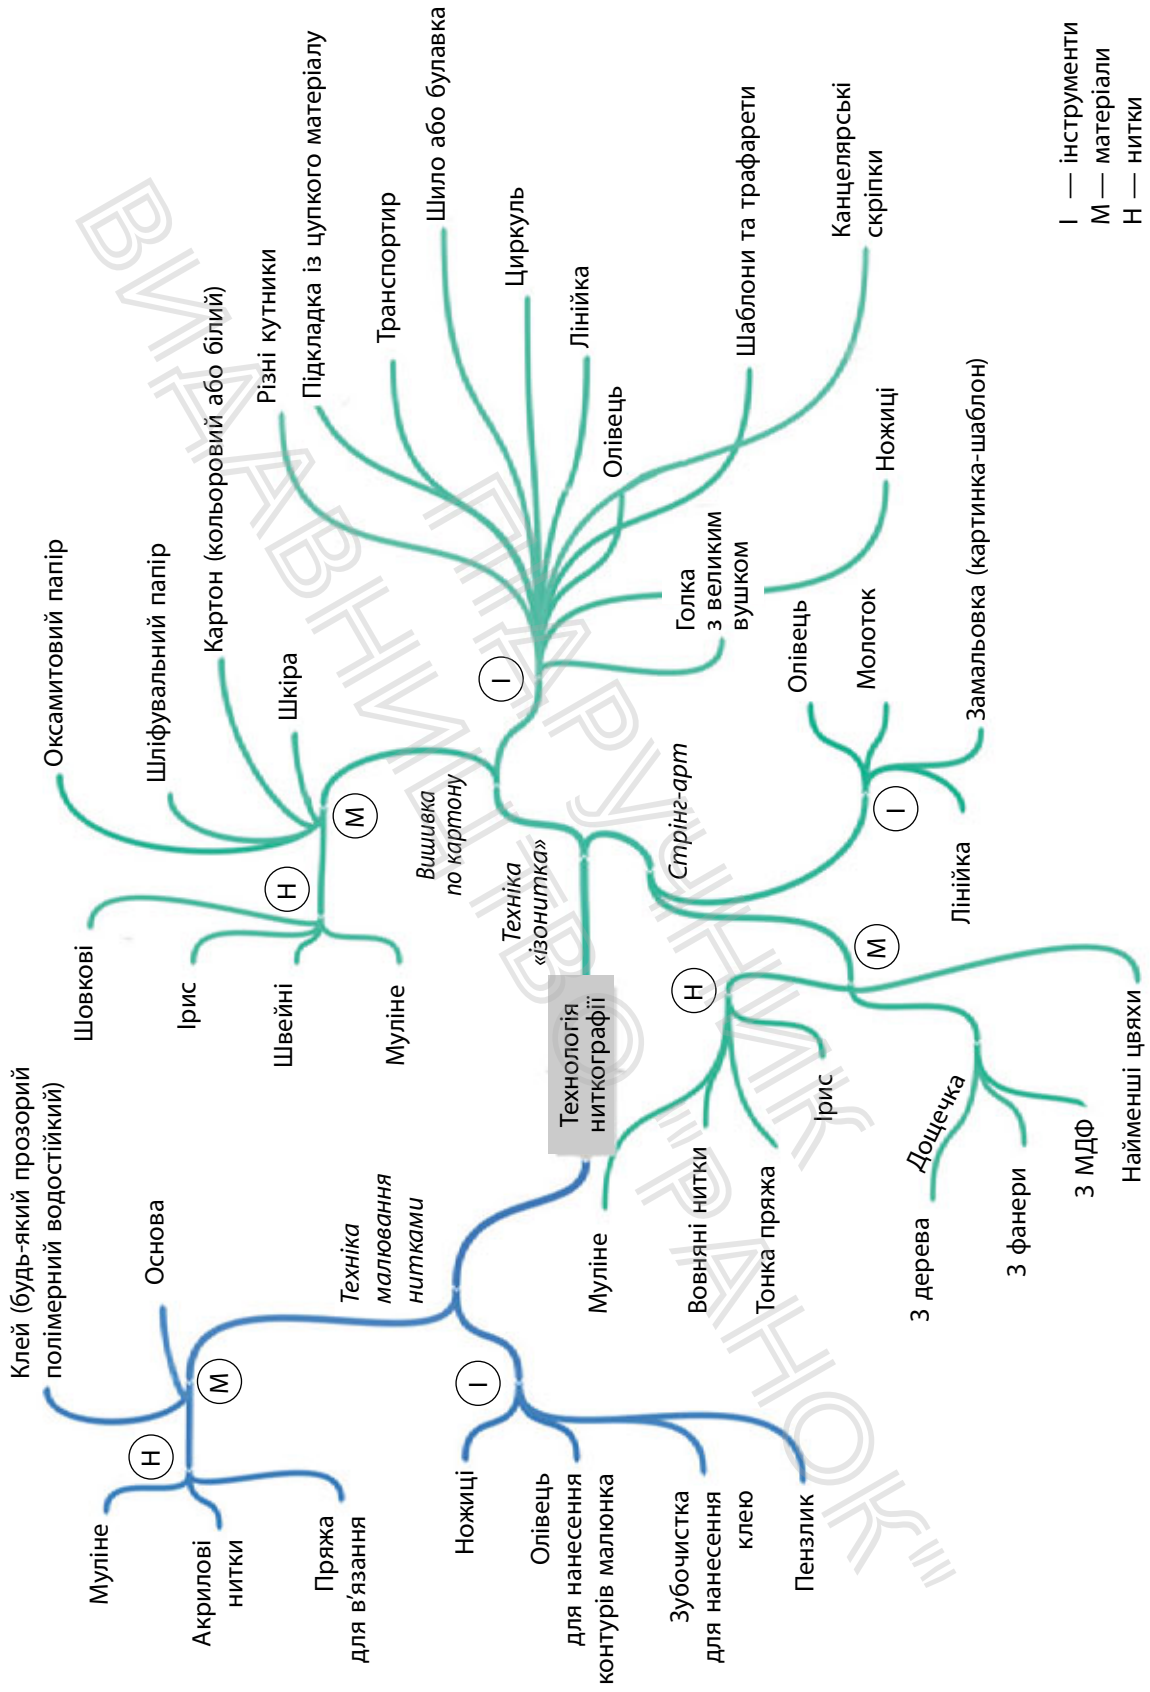 Технологія
ниткографії
Техніка
малювання
нитками
Клей (будь-який прозорий
полімерний водостійкий)
Основа
М
Н
Муліне
Акрилові
нитки
Пряжа
для в’язання
І
Ножиці
Олівець
для нанесення
контурів малюнка
Зубочистка
для нанесення
клею
Пензлик
Техніка
«ізонитка»
Вишивка
по картону
Оксамитовий папір
Шліфувальний папір
Картон (кольоровий або білий)
Шкіра
М
Н
Шовкові
Ірис
Швейні
Муліне
І
Різні кутники
Підкладка із цупкого матеріалу
Транспортир
Шило або булавка
Циркуль
Лінійка
Олівець
Шаблони та трафарети
Канцелярські
скріпки
Ножиці
Голка
з великим
вушком
Стрінг-арт
І
Олівець
Молоток
Замальовка (картинка-шаблон)
Лінійка
М
Н
Муліне
Вовняні нитки
Тонка пряжа
Ірис
Дощечка
З дерева
З фанери
З МДФ
Найменші цвяхи
І — інструменти
М — матеріали
Н — нитки
ПІДРУЧНИК
ВИДАВНИЦТВО "РАНОК"